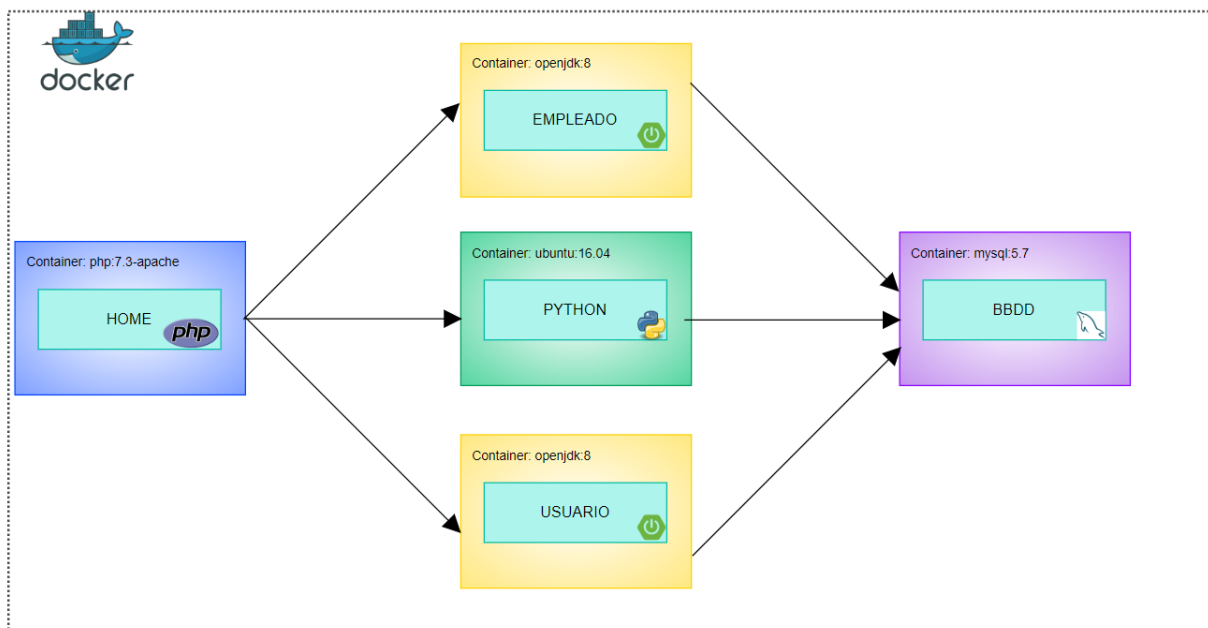 docker
Container: openjdk:8
EMPLEADO
Container: php:7.3-apache
HOME
php
Container: ubuntu:16.04
PYTHON
Container: mysql:5.7
BBDD
Container: openjdk:8
USUARIO